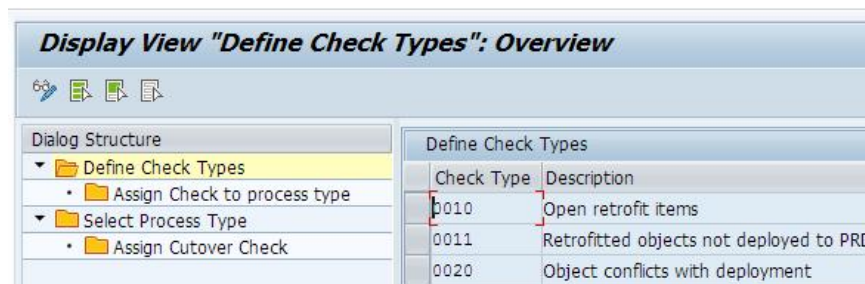 Display View "Define Check Types": Overview
Dialog Structure
Define Check Types
Assign Check to process type
Select Process Type
Assign Cutover Check
Define Check Types
Check Type Description
0010 Open retrofit items
0011 Retrofitted objects not deployed to PRD
0020 Object conflicts with deployment